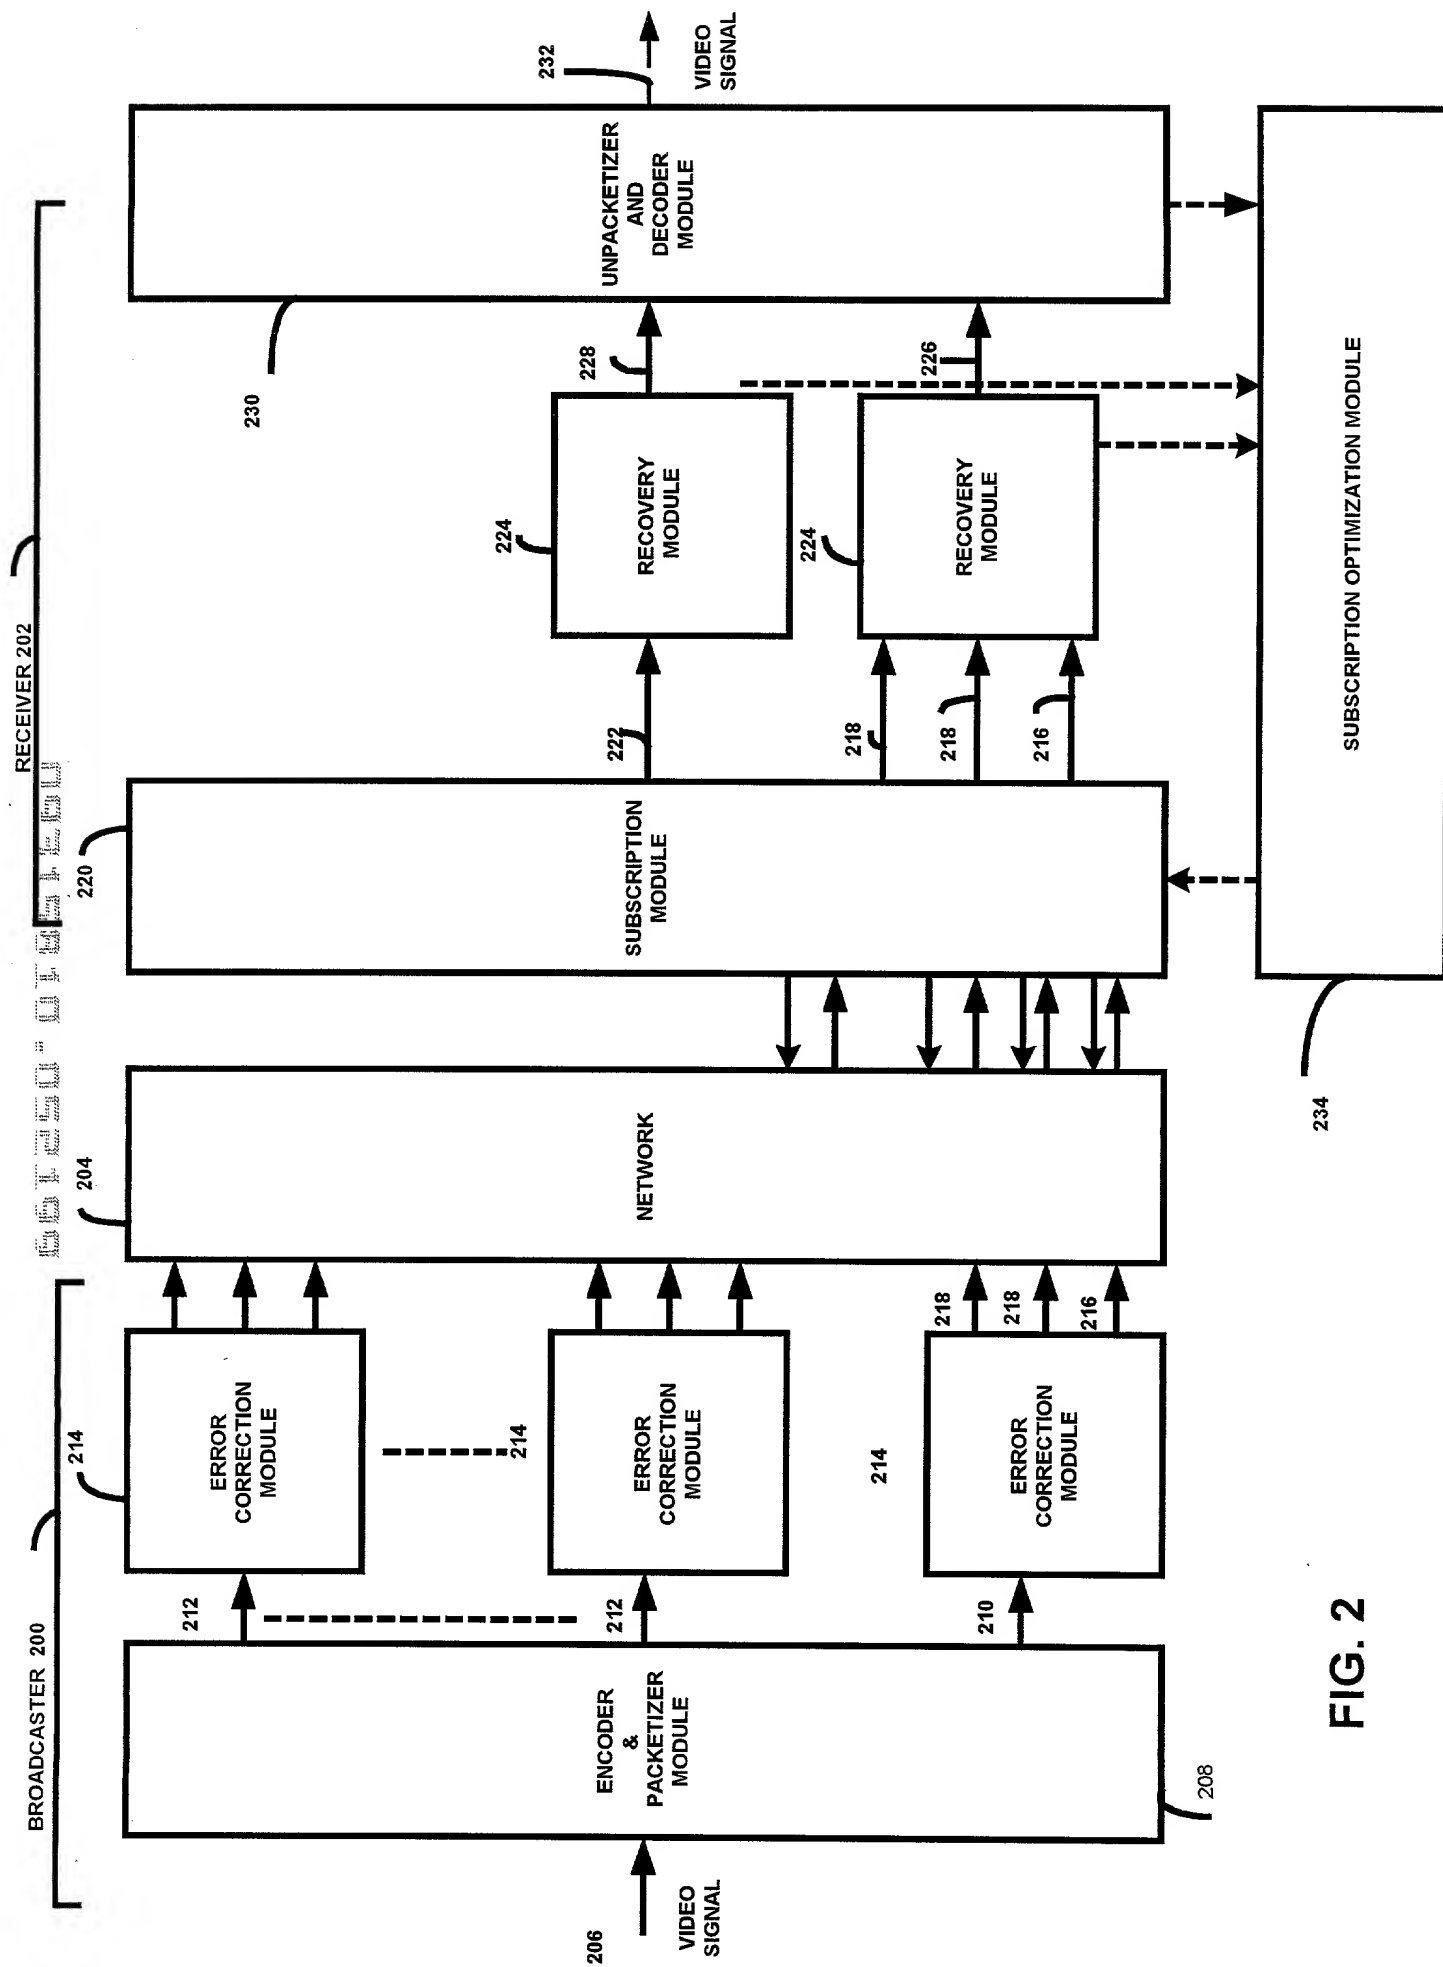 BROADCASTER 200
RECEIVER 202
206
VIDEO
SIGNAL
ENCODER
&
PACKETIZER
MODULE
208
212
212
210
214
ERROR
CORRECTION
MODULE
214
ERROR
CORRECTION
MODULE
214
ERROR
CORRECTION
MODULE
218
218
216
204
NETWORK
220
SUBSCRIPTION
MODULE
222
218
218
216
224
RECOVERY
MODULE
224
RECOVERY
MODULE
228
226
230
UNPACKETIZER
AND
DECODER
MODULE
232
VIDEO
SIGNAL
234
SUBSCRIPTION OPTIMIZATION MODULE
FIG. 2